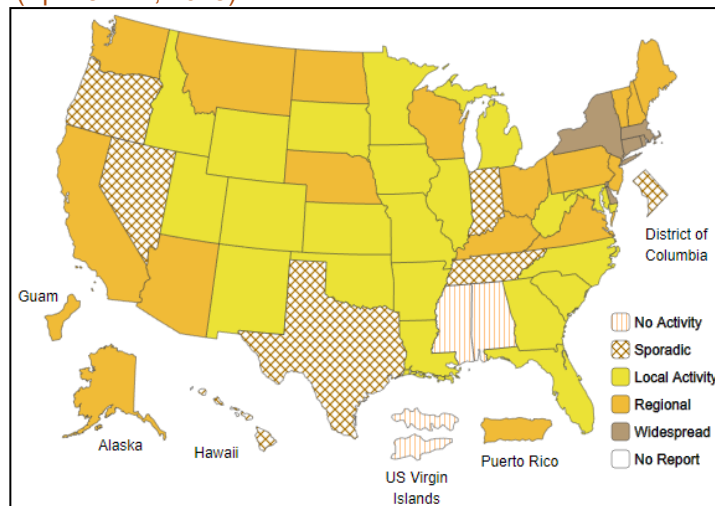 District of
Columbia
Guam
No Activity
Sporadic
Local Activity
Regional
Widespread
No Report
Alaska
Hawaii
US Virgin
Islands
Puerto Rico